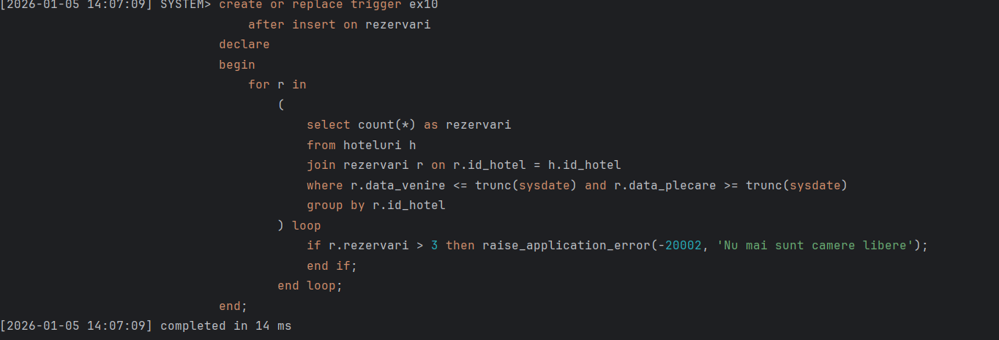 [2026-01-05 14:07:09] SYSTEM> create or replace trigger ex10
after insert on rezervari
declare
begin
for r in
(
select count(*) as rezervari
from hoteluri h
join rezervari r on r.id_hotel = h.id_hotel
where r.data_venire <= trunc(sysdate) and r.data_plecare >= trunc(sysdate)
group by r.id_hotel
) loop
if r.rezervari > 3 then raise_application_error(-20002, 'Nu mai sunt camere libere');
end if;
end loop;
end;
[2026-01-05 14:07:09] completed in 14 ms